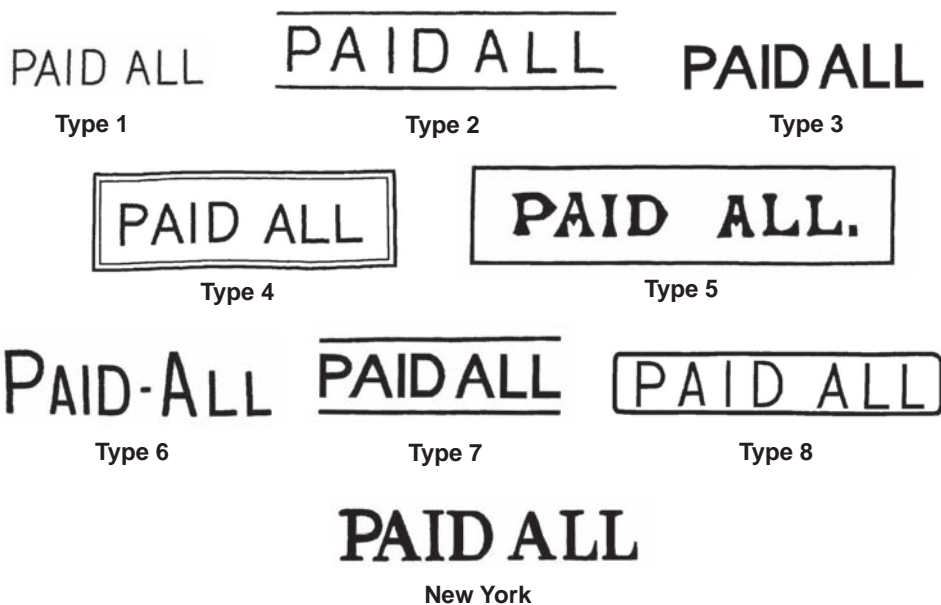 PAID ALL PAID ALL PAID ALL
Type 1 Type 2 Type 3
PAID ALL PAID ALL.
Type 4 Type 5
PAID-ALL PAID ALL PAID ALL
Type 6 Type 7 Type 8
PAID ALL
New York